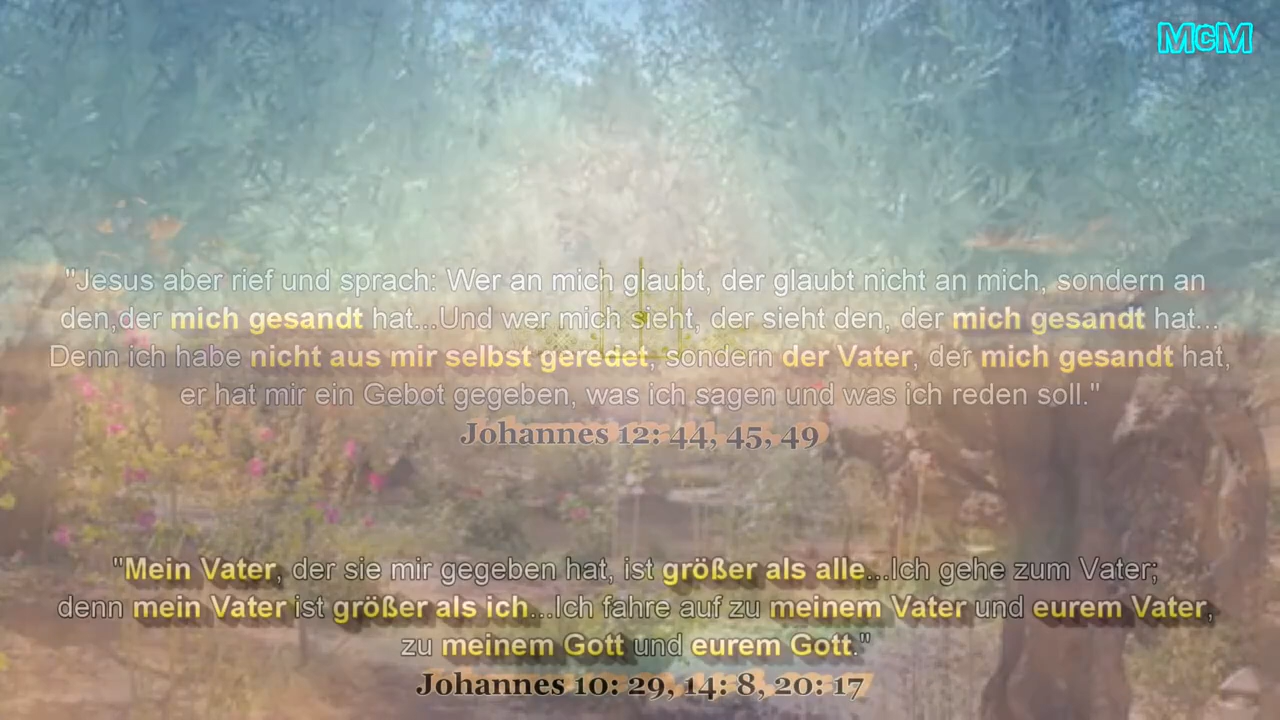 McM
"Jesus aber rief und sprach: Wer an mich glaubt, der glaubt nicht an mich, sondern an
den,der mich gesandt hat...Und wer mich sieht, der sieht den, der mich gesandt hat...
Denn ich habe nicht aus mir selbst geredet, sondern der Vater, der mich gesandt hat,
er hat mir ein Gebot gegeben, was ich sagen und was ich reden soll."
Johannes 12: 44, 45, 49
"Mein Vater, der sie mir gegeben hat, ist größer als alle...Ich gehe zum Vater;
denn mein Vater ist größer als ich...Ich fahre auf zu meinem Vater und eurem Vater,
zu meinem Gott und eurem Gott."
Johannes 10: 29, 14: 8, 20: 17